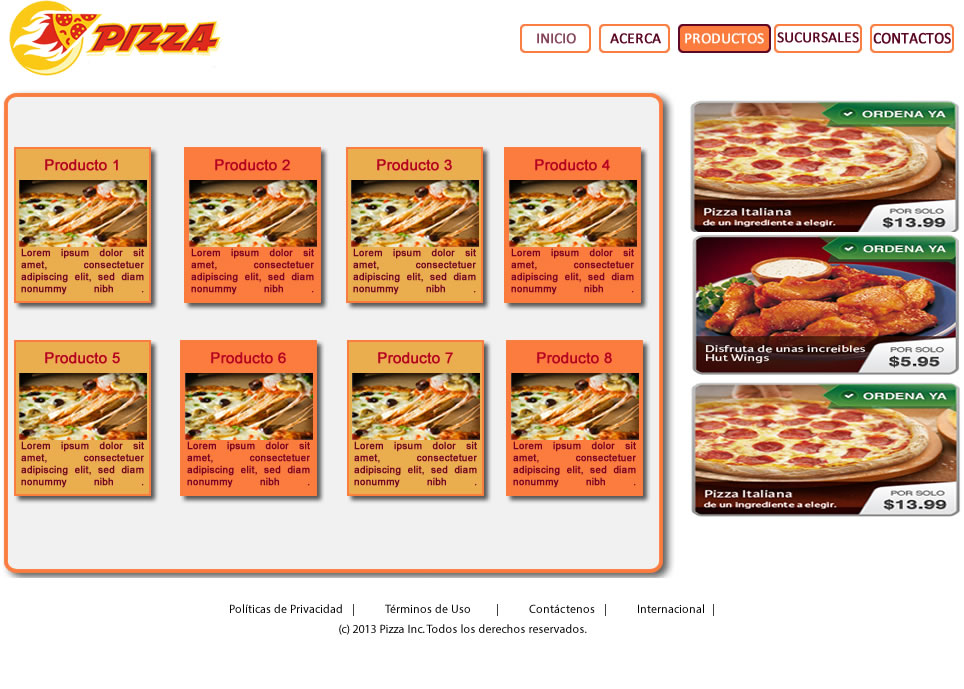 PIZZA
INICIO
ACERCA
PRODUCTOS
SUCURSALES
CONTACTOS
Producto 1
Lorem ipsum dolor sit
amet, consectetuer
adipiscing elit, sed diam
nonummy nibh .
Producto 2
Lorem ipsum dolor sit
amet, consectetuer
adipiscing elit, sed diam
nonummy nibh .
Producto 3
Lorem ipsum dolor sit
amet, consectetuer
adipiscing elit, sed diam
nonummy nibh .
Producto 4
Lorem ipsum dolor sit
amet, consectetuer
adipiscing elit, sed diam
nonummy nibh .
Producto 5
Lorem ipsum dolor sit
amet, consectetuer
adipiscing elit, sed diam
nonummy nibh .
Producto 6
Lorem ipsum dolor sit
amet, consectetuer
adipiscing elit, sed diam
nonummy nibh .
Producto 7
Lorem ipsum dolor sit
amet, consectetuer
adipiscing elit, sed diam
nonummy nibh .
Producto 8
Lorem ipsum dolor sit
amet, consectetuer
adipiscing elit, sed diam
nonummy nibh .
ORDENA YA
Pizza Italiana
de un ingrediente a elegir.
POR SOLO
$13.99
ORDENA YA
Disfruta de unas increibles
Hut Wings
POR SOLO
$5.95
ORDENA YA
Pizza Italiana
de un ingrediente a elegir.
POR SOLO
$13.99
Políticas de Privacidad | Términos de Uso | Contáctenos | Internacional |
(c) 2013 Pizza Inc. Todos los derechos reservados.